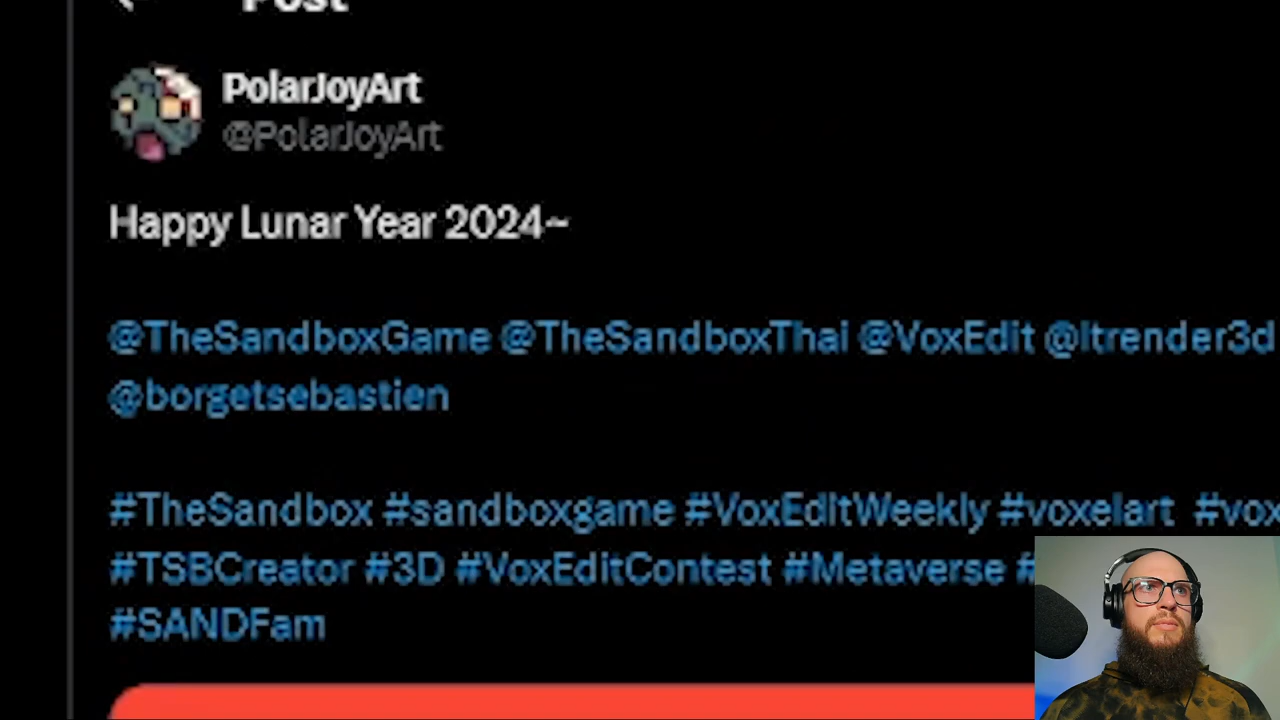 Post
PolarJoyArt
@PolarJoyArt
Happy Lunar Year 2024~
@TheSandboxGame @TheSandboxThai @VoxEdit @ltrender3d
@borgetsebastien
#TheSandbox #sandboxgame #VoxEditWeekly #voxelart #vox
#TSBCreator #3D #VoxEditContest #Metaverse #
#SANDFam